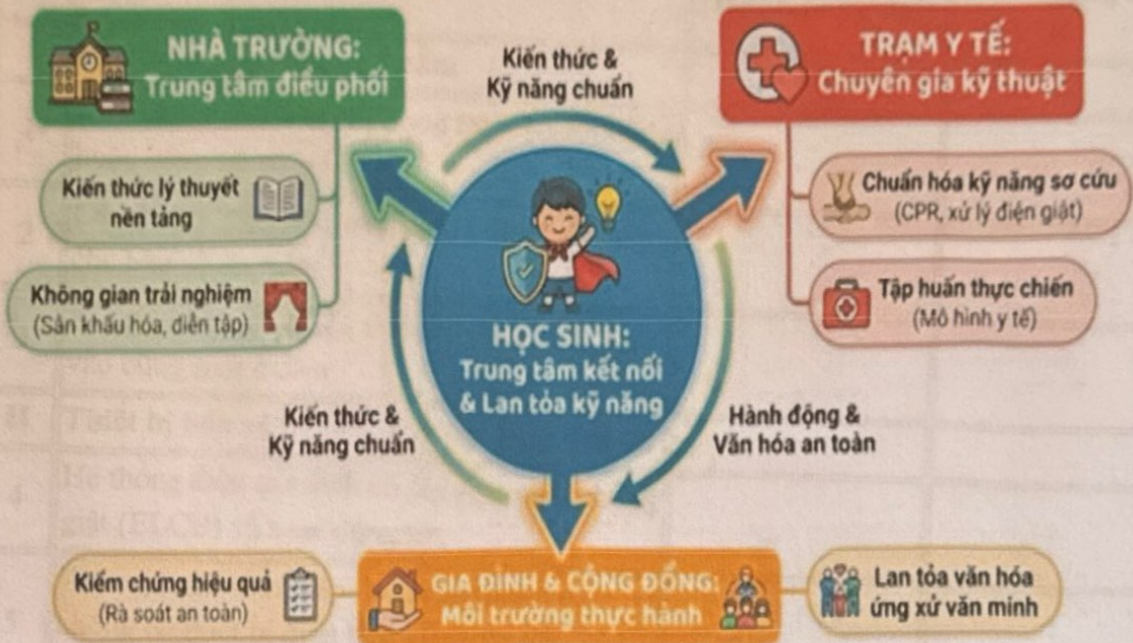 NHÀ TRƯỜNG:
Trung tâm điều phối
Kiến thức &
Kỹ năng chuẩn
TRẠM Y TẾ:
Chuyên gia kỹ thuật
Kiến thức lý thuyết
nền tảng
Chuẩn hóa kỹ năng sơ cứu
(CPR, xử lý điện giật)
Không gian trải nghiệm
(Sân khấu hóa, diễn tập)
Tập huấn thực chiến
(Mô hình y tế)
HỌC SINH:
Trung tâm kết nối
& Lan tỏa kỹ năng
Kiến thức &
Kỹ năng chuẩn
Hành động &
Văn hóa an toàn
Kiểm chứng hiệu quả
(Rà soát an toàn)
GIA ĐÌNH & CỘNG ĐỒNG:
Môi trường thực hành
Lan tỏa văn hóa
ứng xử văn minh